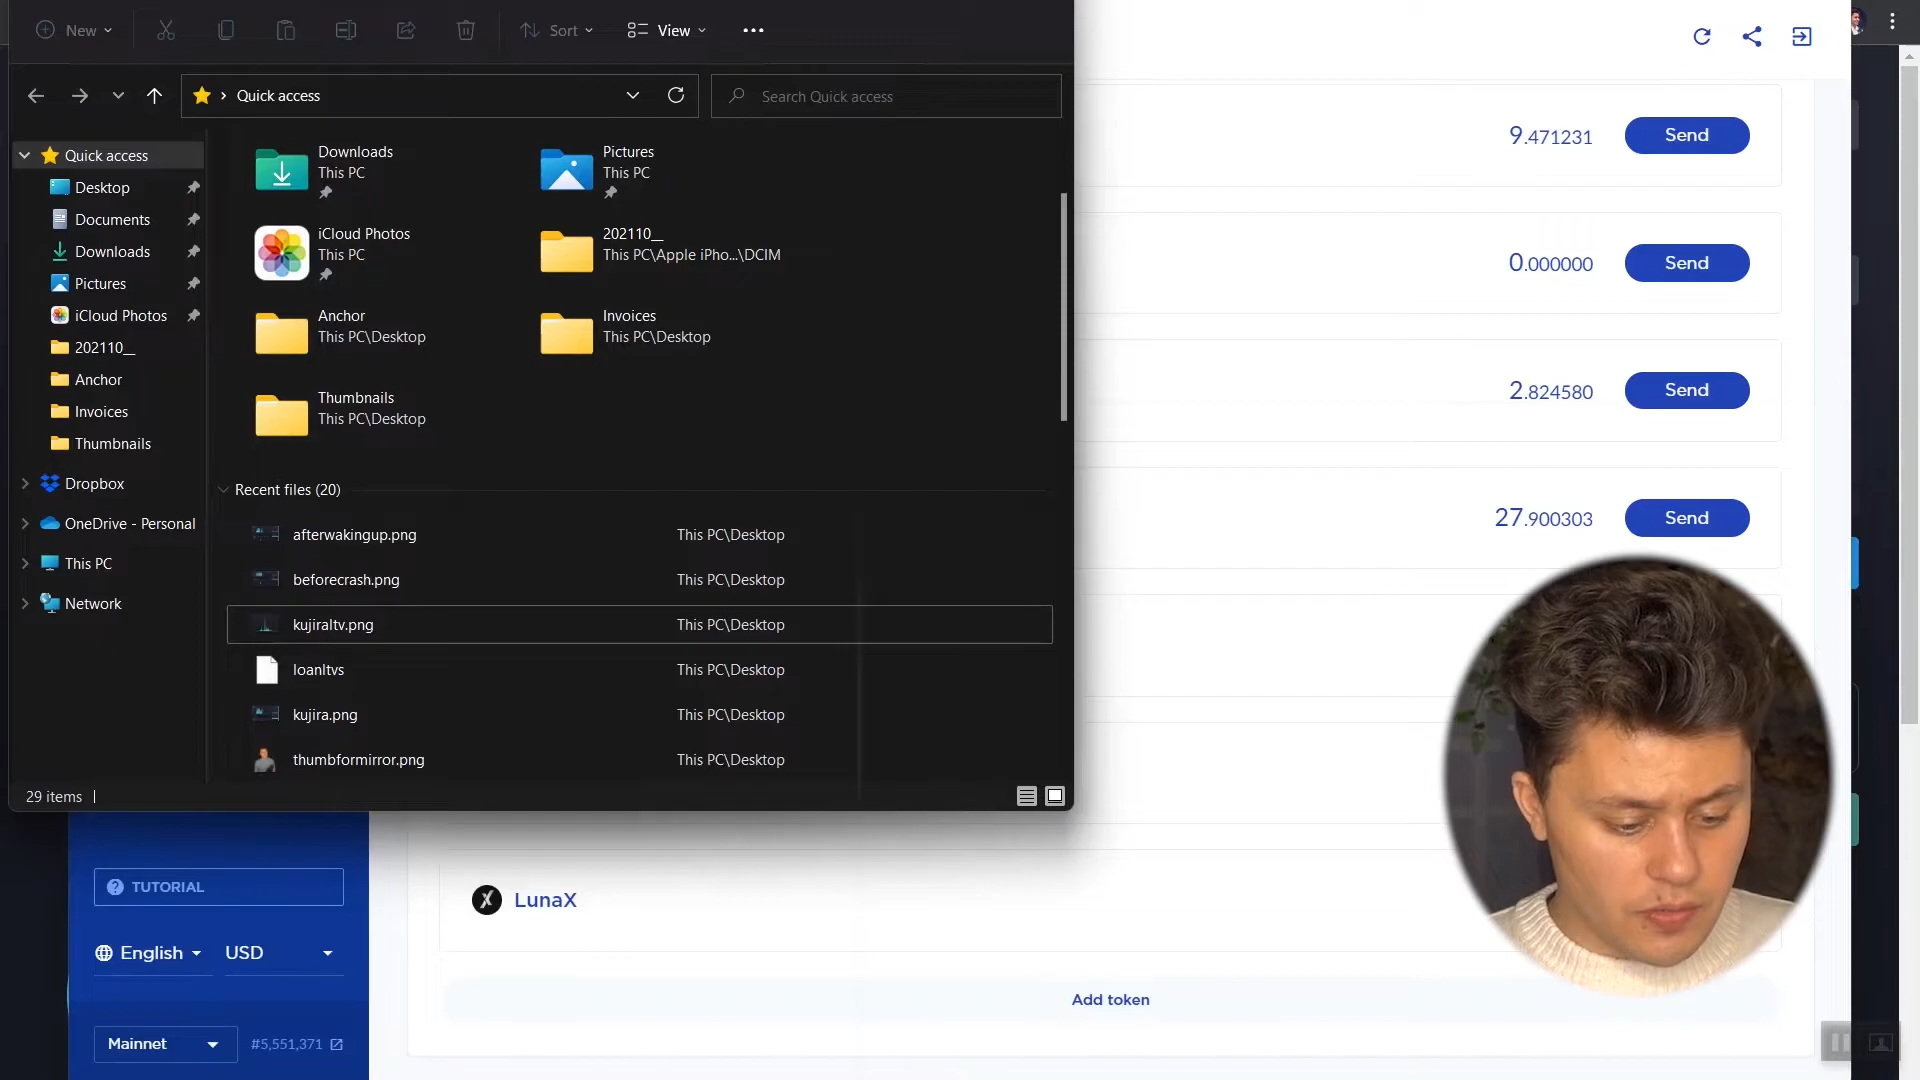 New
Sort
View
Quick access
Search Quick access
Quick access
Desktop
Documents
Downloads
Pictures
iCloud Photos
202110__
Anchor
Invoices
Thumbnails
Dropbox
OneDrive - Personal
This PC
Network
Downloads
This PC
Pictures
This PC
iCloud Photos
This PC
202110__
This PC\Apple iPho...\DCIM
Anchor
This PC\Desktop
Invoices
This PC\Desktop
Thumbnails
This PC\Desktop
Recent files (20)
afterwakingup.png This PC\Desktop
beforecrash.png This PC\Desktop
kujiraltv.png This PC\Desktop
loanltvs This PC\Desktop
kujira.png This PC\Desktop
thumbformirror.png This PC\Desktop
29 items
9.471231 Send
0.000000 Send
2.824580 Send
27.900303 Send
LunaX
Add token
TUTORIAL
English USD
Mainnet #5,551,371